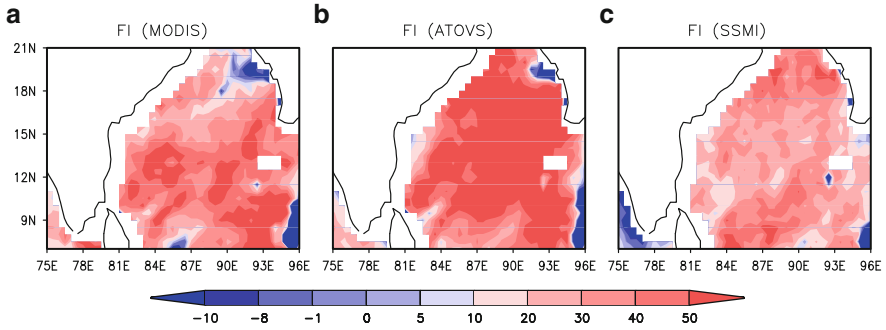 a b c
FI (MODIS) FI (ATOVS) FI (SSMI)
21N
18N
15N
12N
9N
75E 78E 81E 84E 87E 90E 93E 96E 75E 78E 81E 84E 87E 90E 93E 96E 75E 78E 81E 84E 87E 90E 93E 96E
-10 -8 -1 0 5 10 20 30 40 50